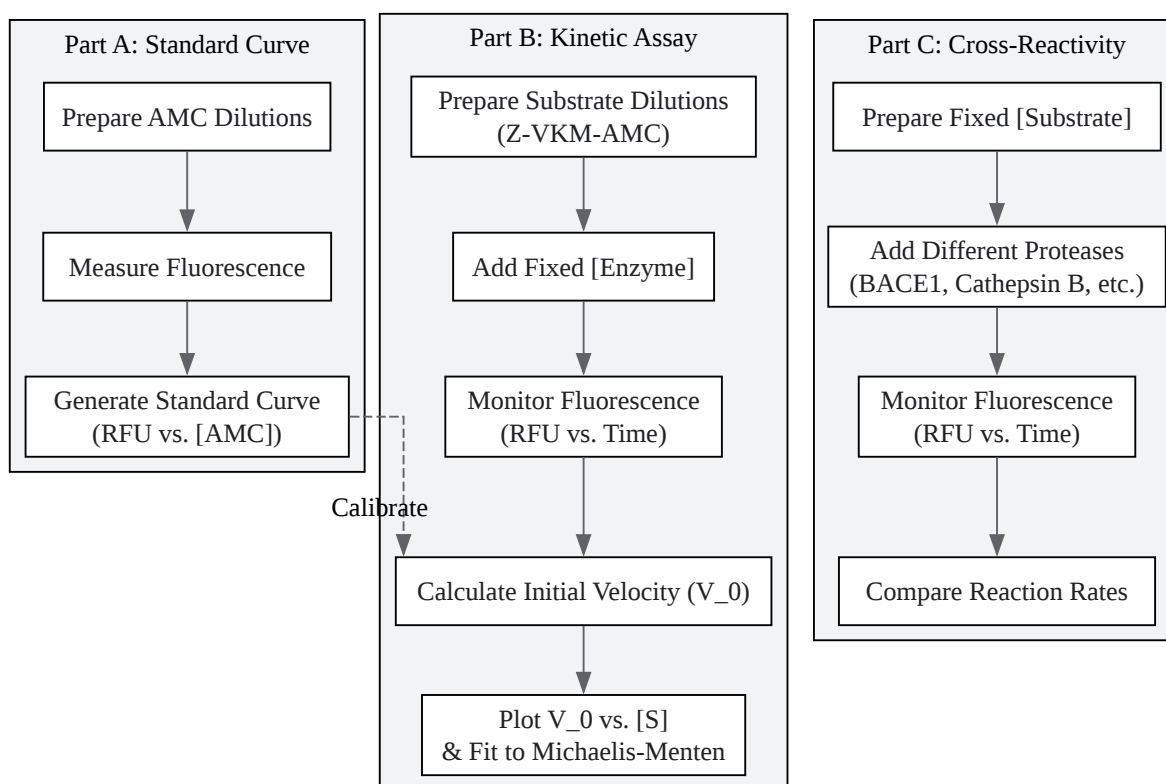 Part A: Standard Curve
Prepare AMC Dilutions
Measure Fluorescence
Generate Standard Curve
(RFU vs. [AMC])
Calibrate
Part B: Kinetic Assay
Prepare Substrate Dilutions
(Z-VKM-AMC)
Add Fixed [Enzyme]
Monitor Fluorescence
(RFU vs. Time)
Calculate Initial Velocity (V_0)
Plot V_0 vs. [S]
& Fit to Michaelis-Menten
Part C: Cross-Reactivity
Prepare Fixed [Substrate]
Add Different Proteases
(BACE1, Cathepsin B, etc.)
Monitor Fluorescence
(RFU vs. Time)
Compare Reaction Rates